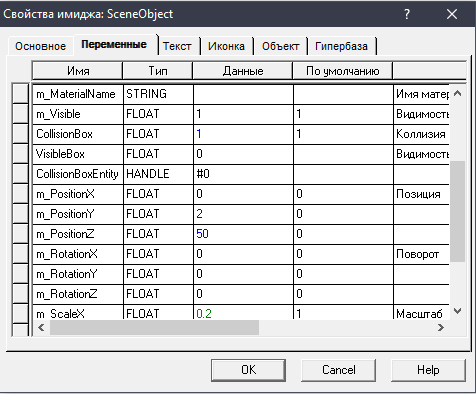 Свойства имиджа: SceneObject ? ×
Основное Переменные Текст Иконка Объект Гипербаза
Имя Тип Данные По умолчанию
m_MaterialName STRING Имя матер
m_Visible FLOAT 1 1 Видимость
CollisionBox FLOAT 1 1 Коллизия
VisibleBox FLOAT 0 Видимость
CollisionBoxEntity HANDLE #0
m_PositionX FLOAT 0 0 Позиция
m_PositionY FLOAT 2 0
m_PositionZ FLOAT 50 0
m_RotationX FLOAT 0 0 Поворот
m_RotationY FLOAT 0 0
m_RotationZ FLOAT 0 0
m_ScaleX FLOAT 0.2 1 Масштаб
OK Cancel Help